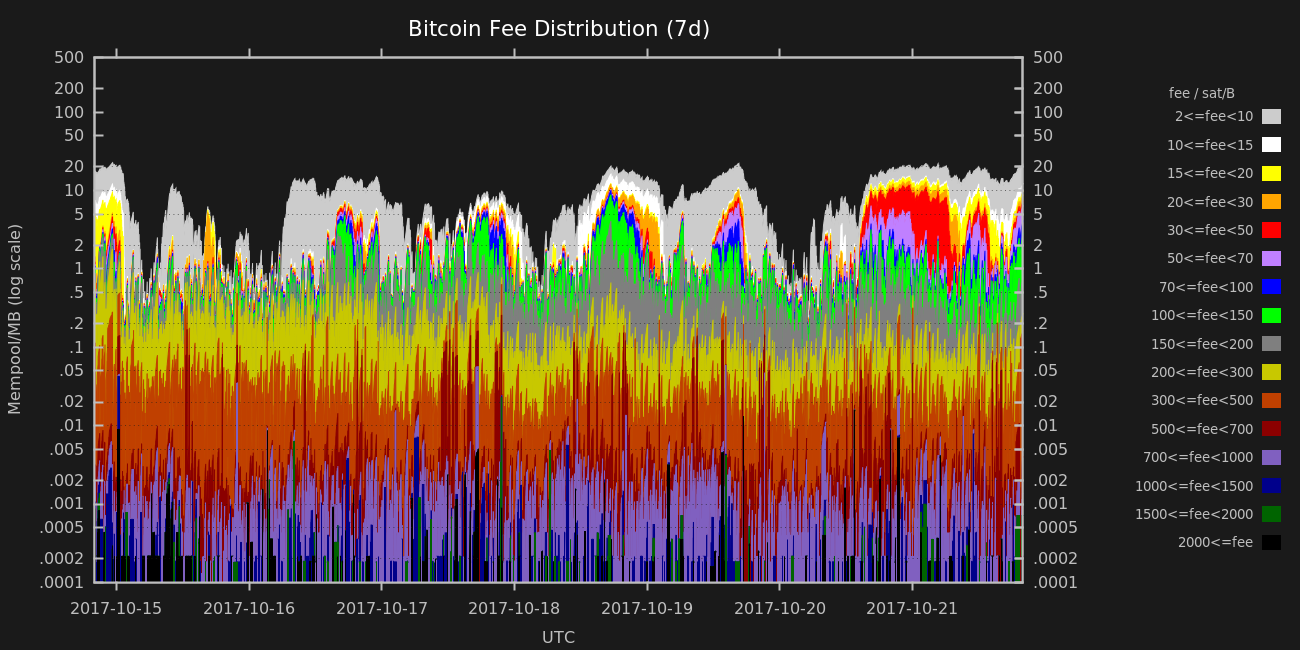 Bitcoin Fee Distribution (7d)
500
200
100
50
20
10
5
2
1
.5
.2
.1
.05
.02
.01
.005
.002
.001
.0005
.0002
.0001
Mempool/MB (log scale)
500
200
100
50
20
10
5
2
1
.5
.2
.1
.05
.02
.01
.005
.002
.001
.0005
.0002
.0001
2017-10-15 2017-10-16 2017-10-17 2017-10-18 2017-10-19 2017-10-20 2017-10-21
UTC
fee / sat/B
2<=fee<10
10<=fee<15
15<=fee<20
20<=fee<30
30<=fee<50
50<=fee<70
70<=fee<100
100<=fee<150
150<=fee<200
200<=fee<300
300<=fee<500
500<=fee<700
700<=fee<1000
1000<=fee<1500
1500<=fee<2000
2000<=fee